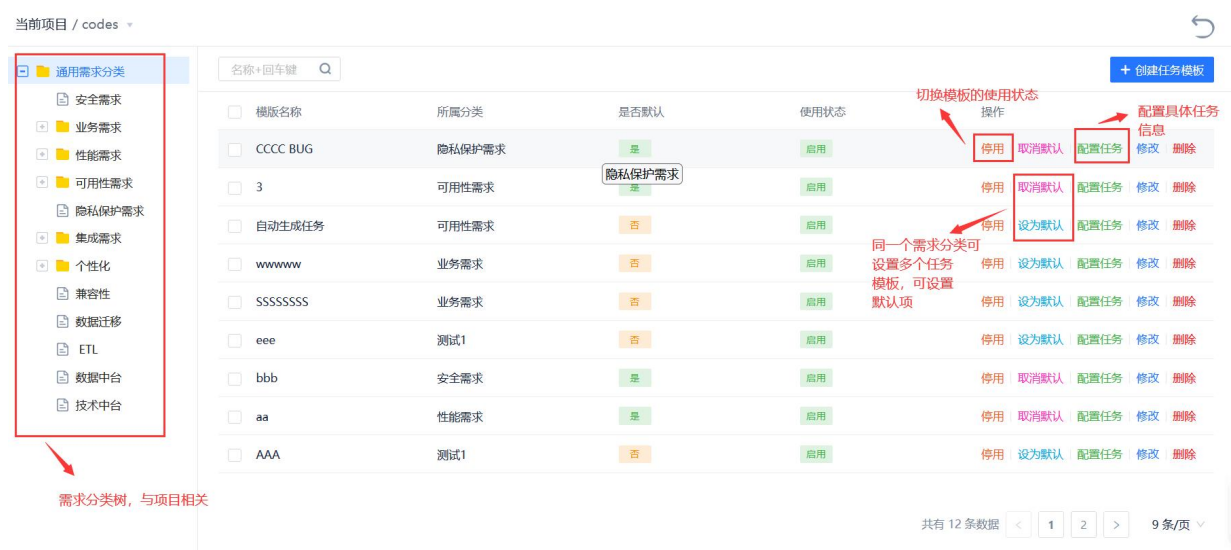 当前项目 / codes
通用需求分类
安全需求
业务需求
性能需求
可用性需求
隐私保护需求
集成需求
个性化
兼容性
数据迁移
ETL
数据中台
技术中台
需求分类树，与项目相关
名称+回车键
+ 创建任务模板
切换模板的使用状态
配置具体任务
信息
模版名称 所属分类 是否默认 使用状态 操作
CCCC BUG 隐私保护需求 是 启用 停用 取消默认 配置任务 修改 删除
隐私保护需求
3 可用性需求 是 启用 停用 取消默认 配置任务 修改 删除
自动生成任务 可用性需求 否 启用 停用 设为默认 配置任务 修改 删除
同一个需求分类可
设置多个任务
模板，可设置
默认项
wwwww 业务需求 否 启用 停用 设为默认 配置任务 修改 删除
SSSSSSSS 业务需求 否 启用 停用 设为默认 配置任务 修改 删除
eee 测试1 否 启用 停用 设为默认 配置任务 修改 删除
bbb 安全需求 是 启用 停用 取消默认 配置任务 修改 删除
aa 性能需求 是 启用 停用 取消默认 配置任务 修改 删除
AAA 测试1 否 启用 停用 设为默认 配置任务 修改 删除
共有 12 条数据 < 1 2 > 9 条/页